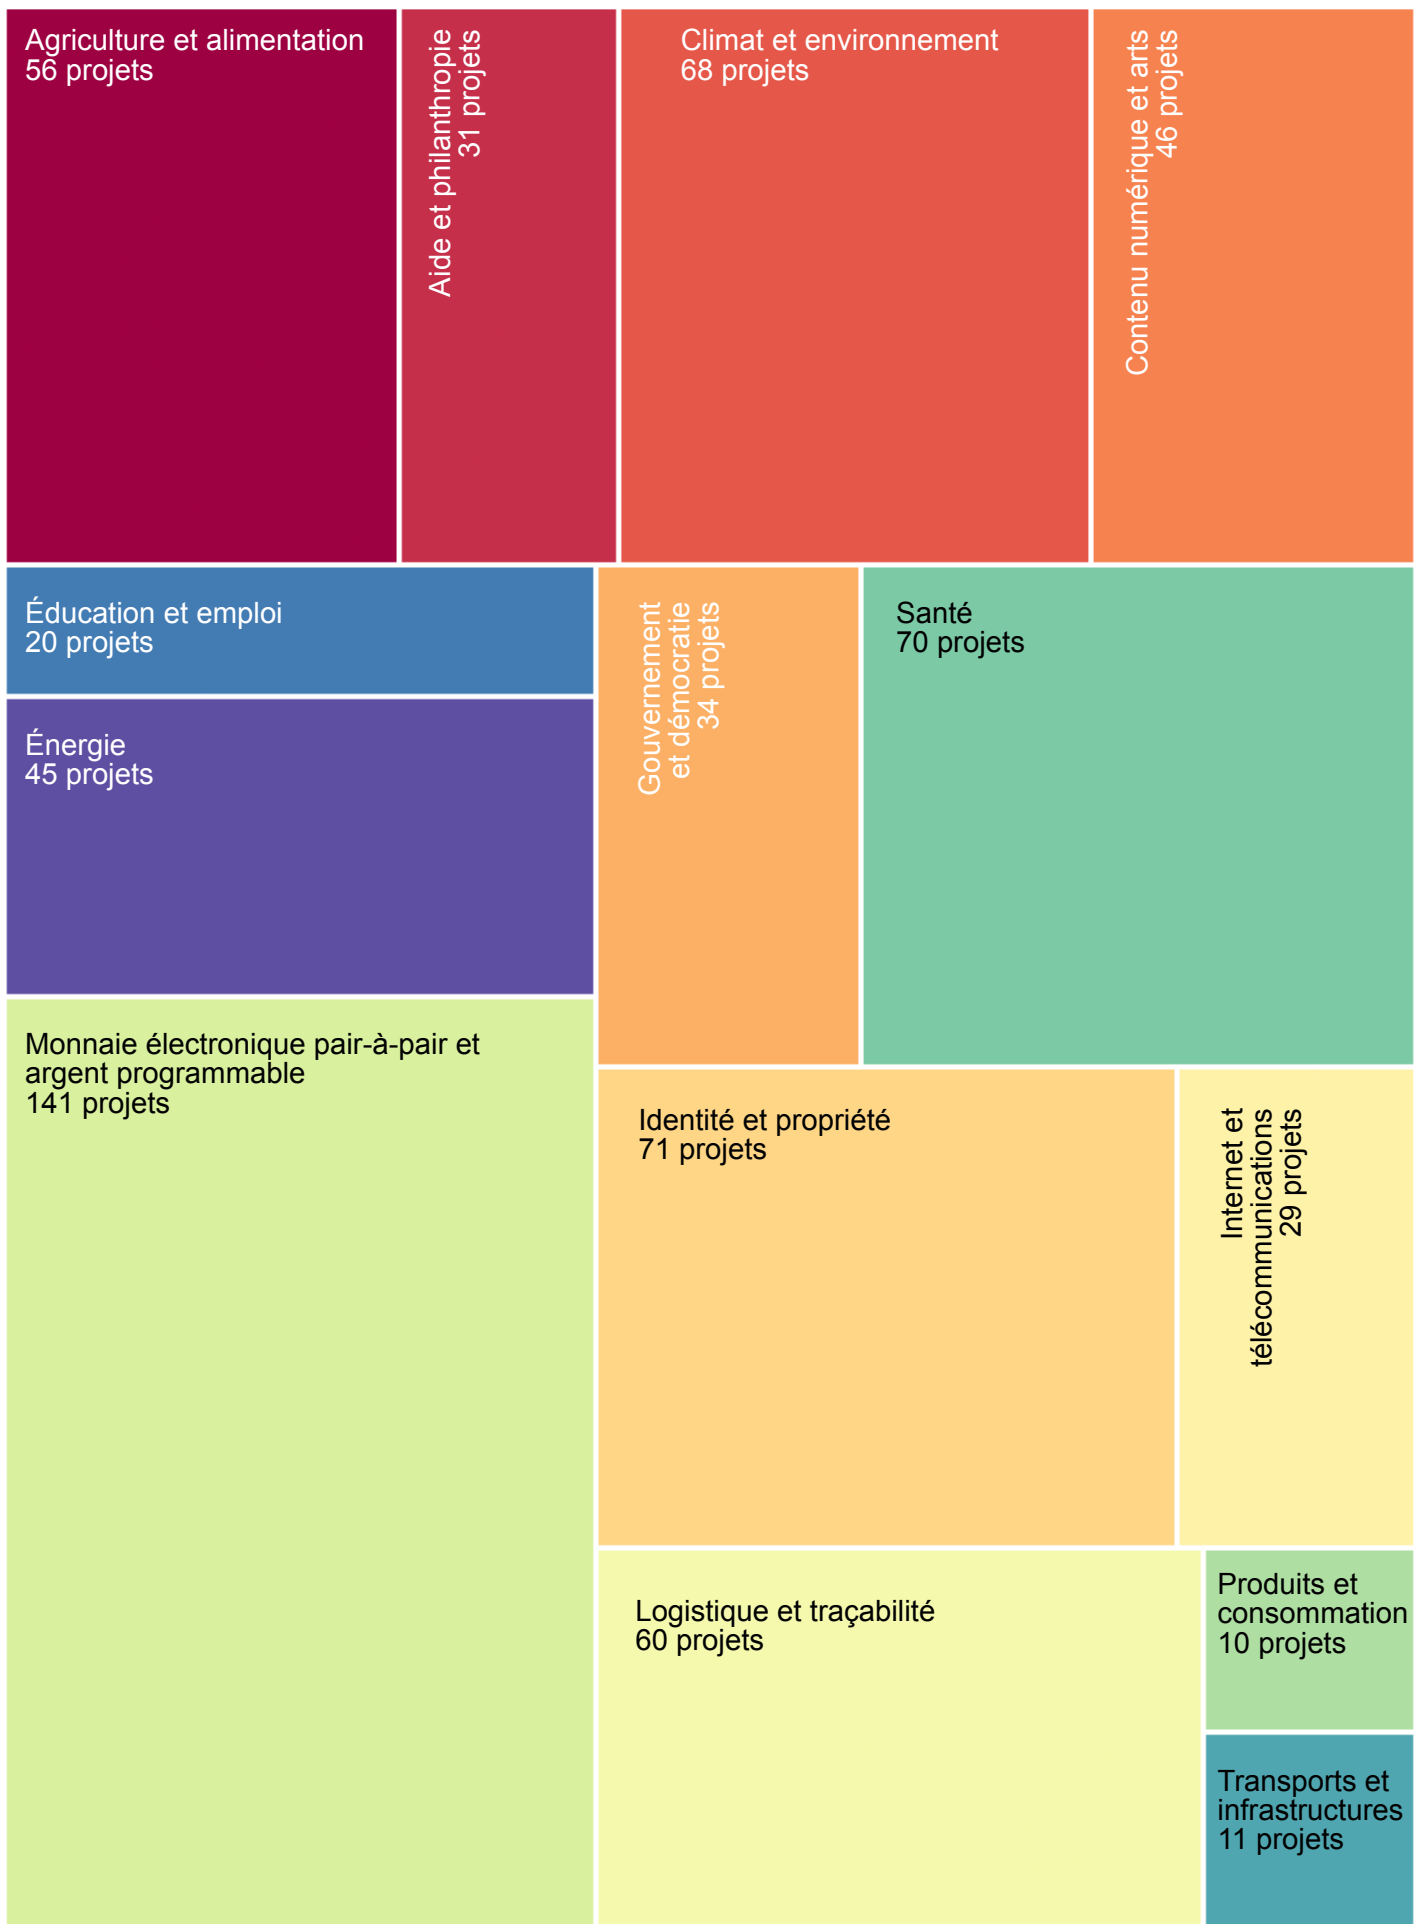 Agriculture et alimentation
56 projets
Aide et philanthropie
31 projets
Climat et environnement
68 projets
Contenu numérique et arts
46 projets
Éducation et emploi
20 projets
Énergie
45 projets
Gouvernement
et démocratie
34 projets
Santé
70 projets
Monnaie électronique pair-à-pair et
argent programmable
141 projets
Identité et propriété
71 projets
Internet et
télécommunications
29 projets
Logistique et traçabilité
60 projets
Produits et
consommation
10 projets
Transports et
infrastructures
11 projets